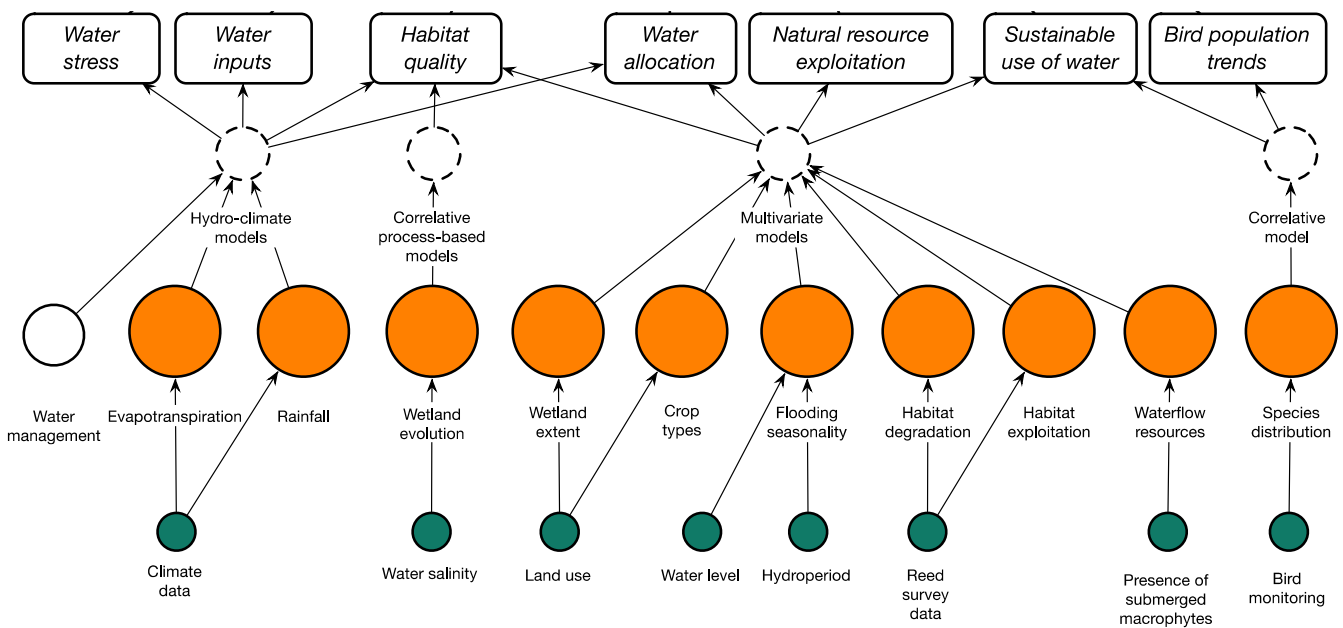 Water
stress
Water
inputs
Habitat
quality
Water
allocation
Natural resource
exploitation
Sustainable
use of water
Bird population
trends
Hydro-climate
models
Correlative
process-based
models
Multivariate
models
Correlative
model
Water
management
Evapotranspiration
Rainfall
Wetland
evolution
Wetland
extent
Crop
types
Flooding
seasonality
Habitat
degradation
Habitat
exploitation
Waterflow
resources
Species
distribution
Climate
data
Water salinity
Land use
Water level
Hydroperiod
Reed
survey
data
Presence of
submerged
macrophytes
Bird
monitoring